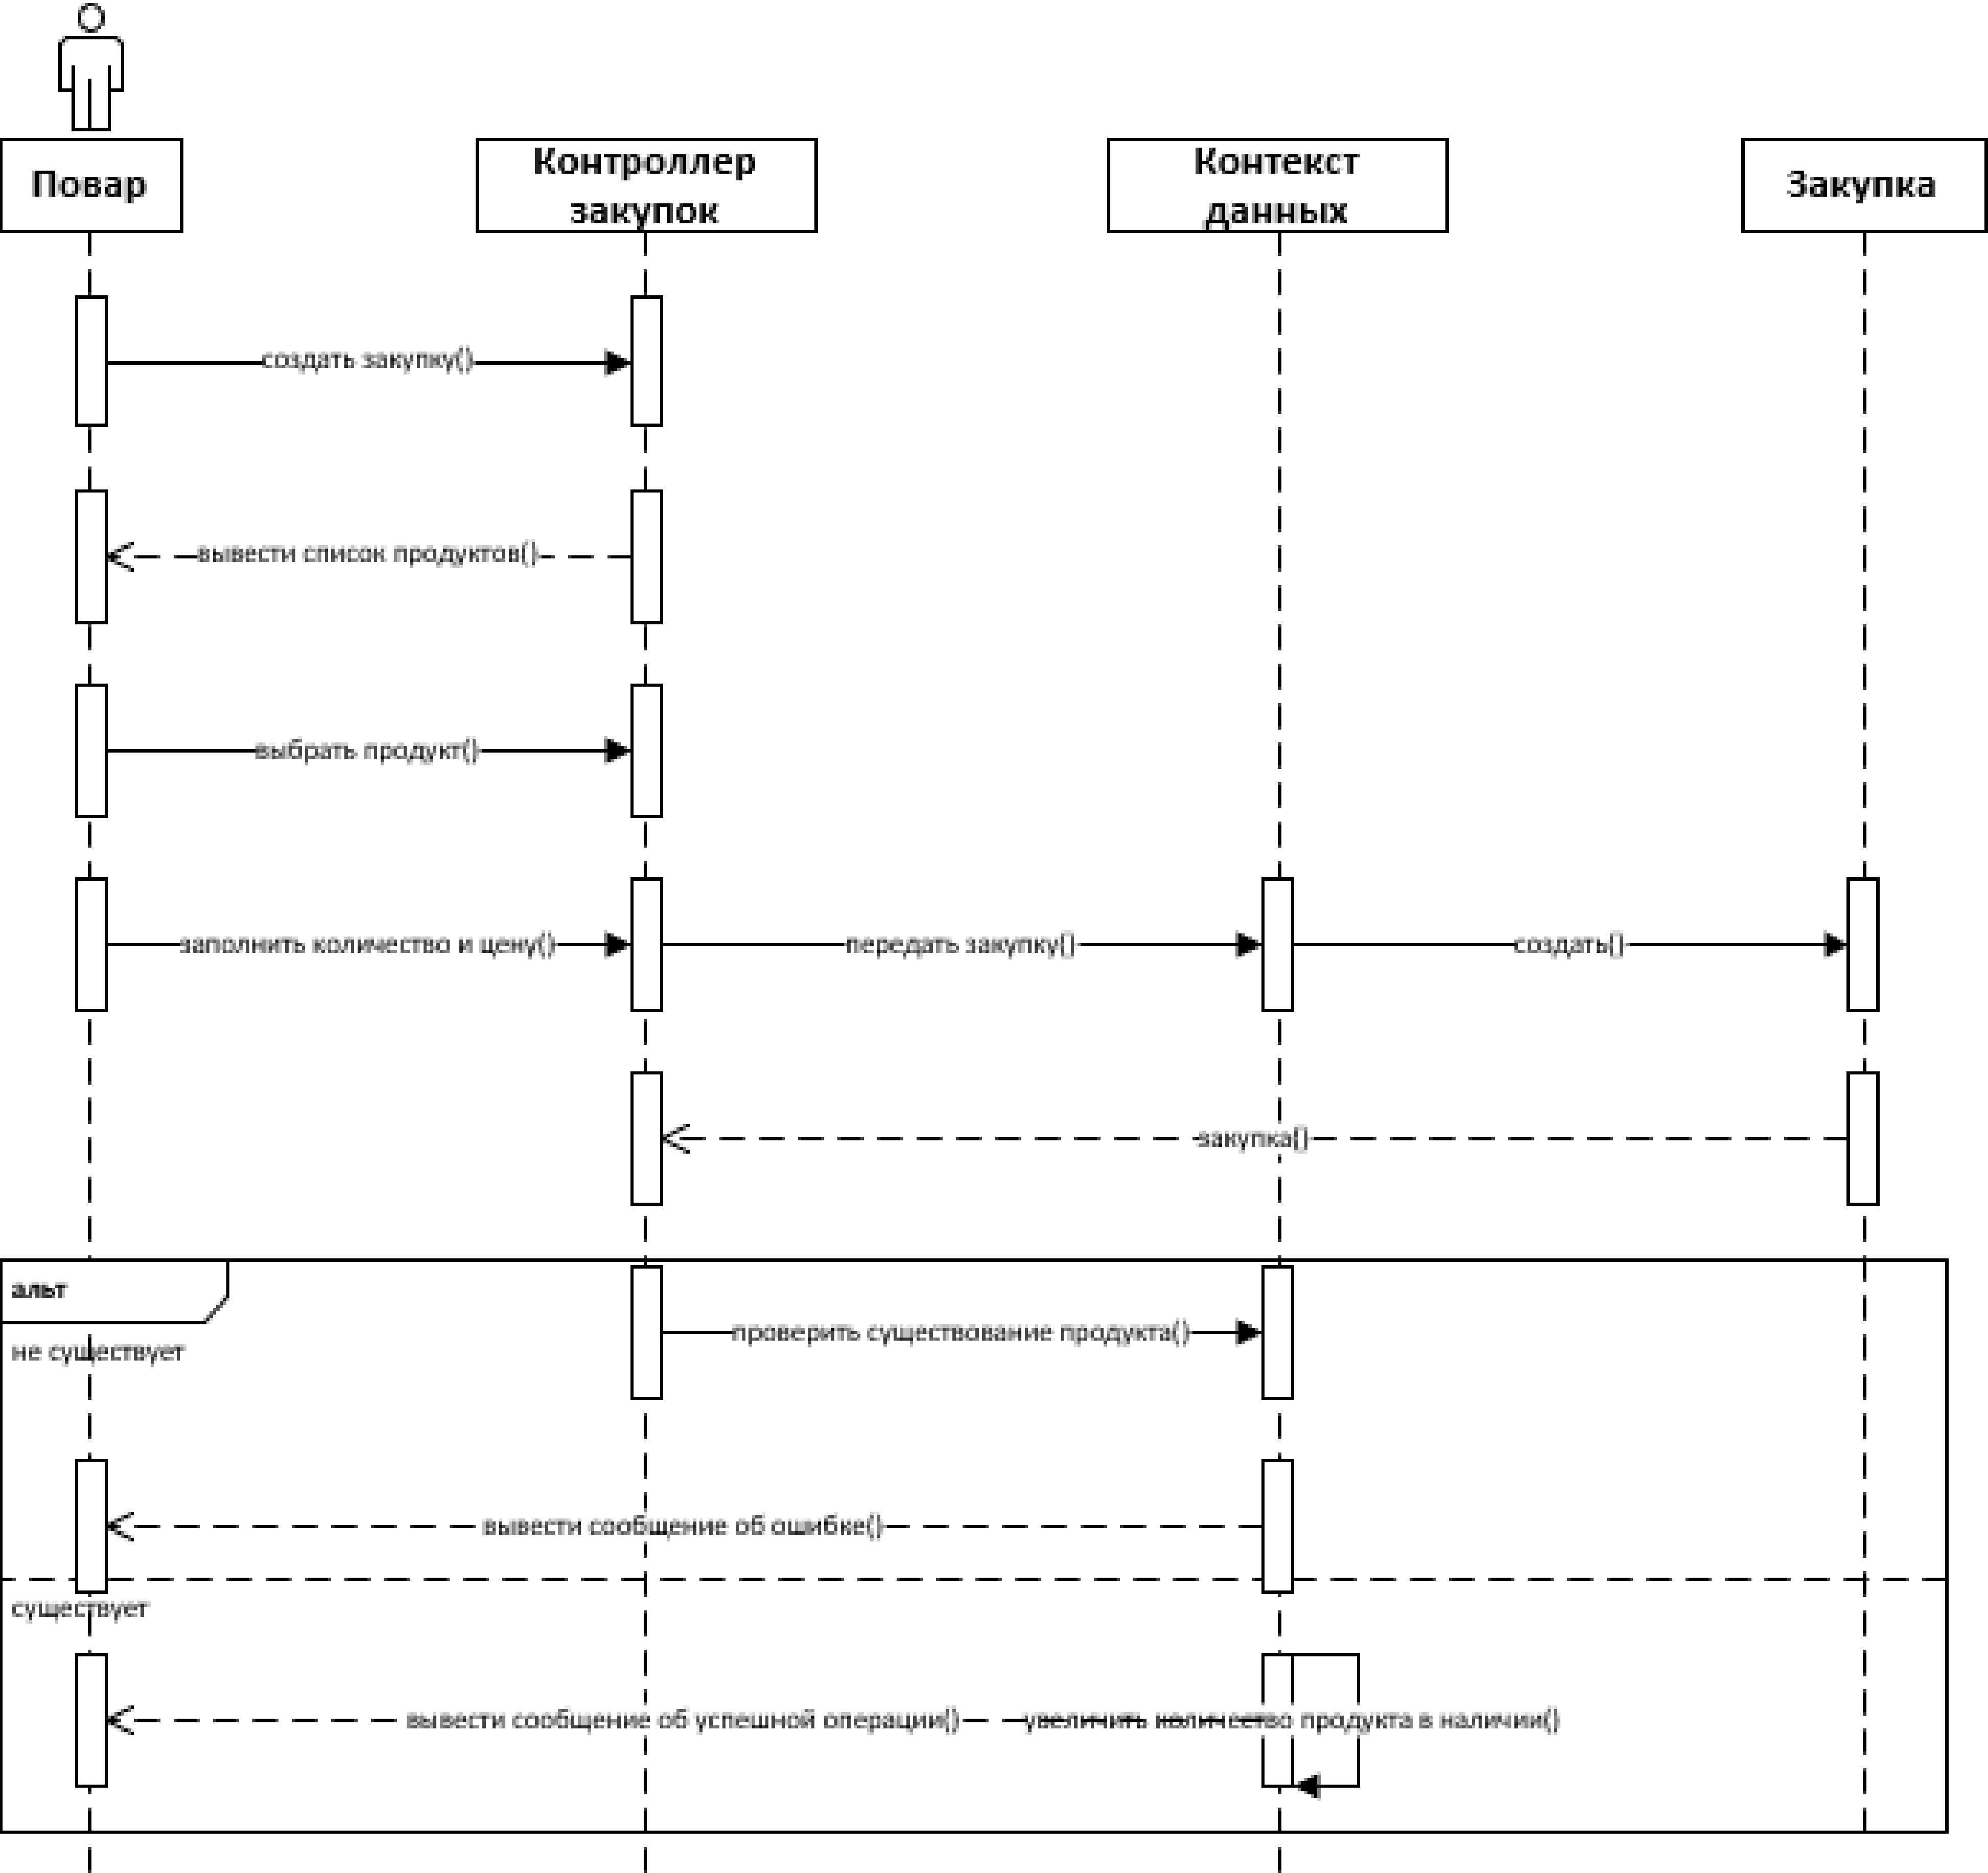 Повар
Контроллер
закупок
Контекст
данных
Закупка
создать закупку()
вывести список продуктов()
выбрать продукт()
заполнить количество и цену()
передать закупку()
создать()
закупка()
альт
проверить существование продукта()
не существует
вывести сообщение об ошибке()
существует
вывести сообщение об успешной операции()
увеличить количество продукта в наличии()